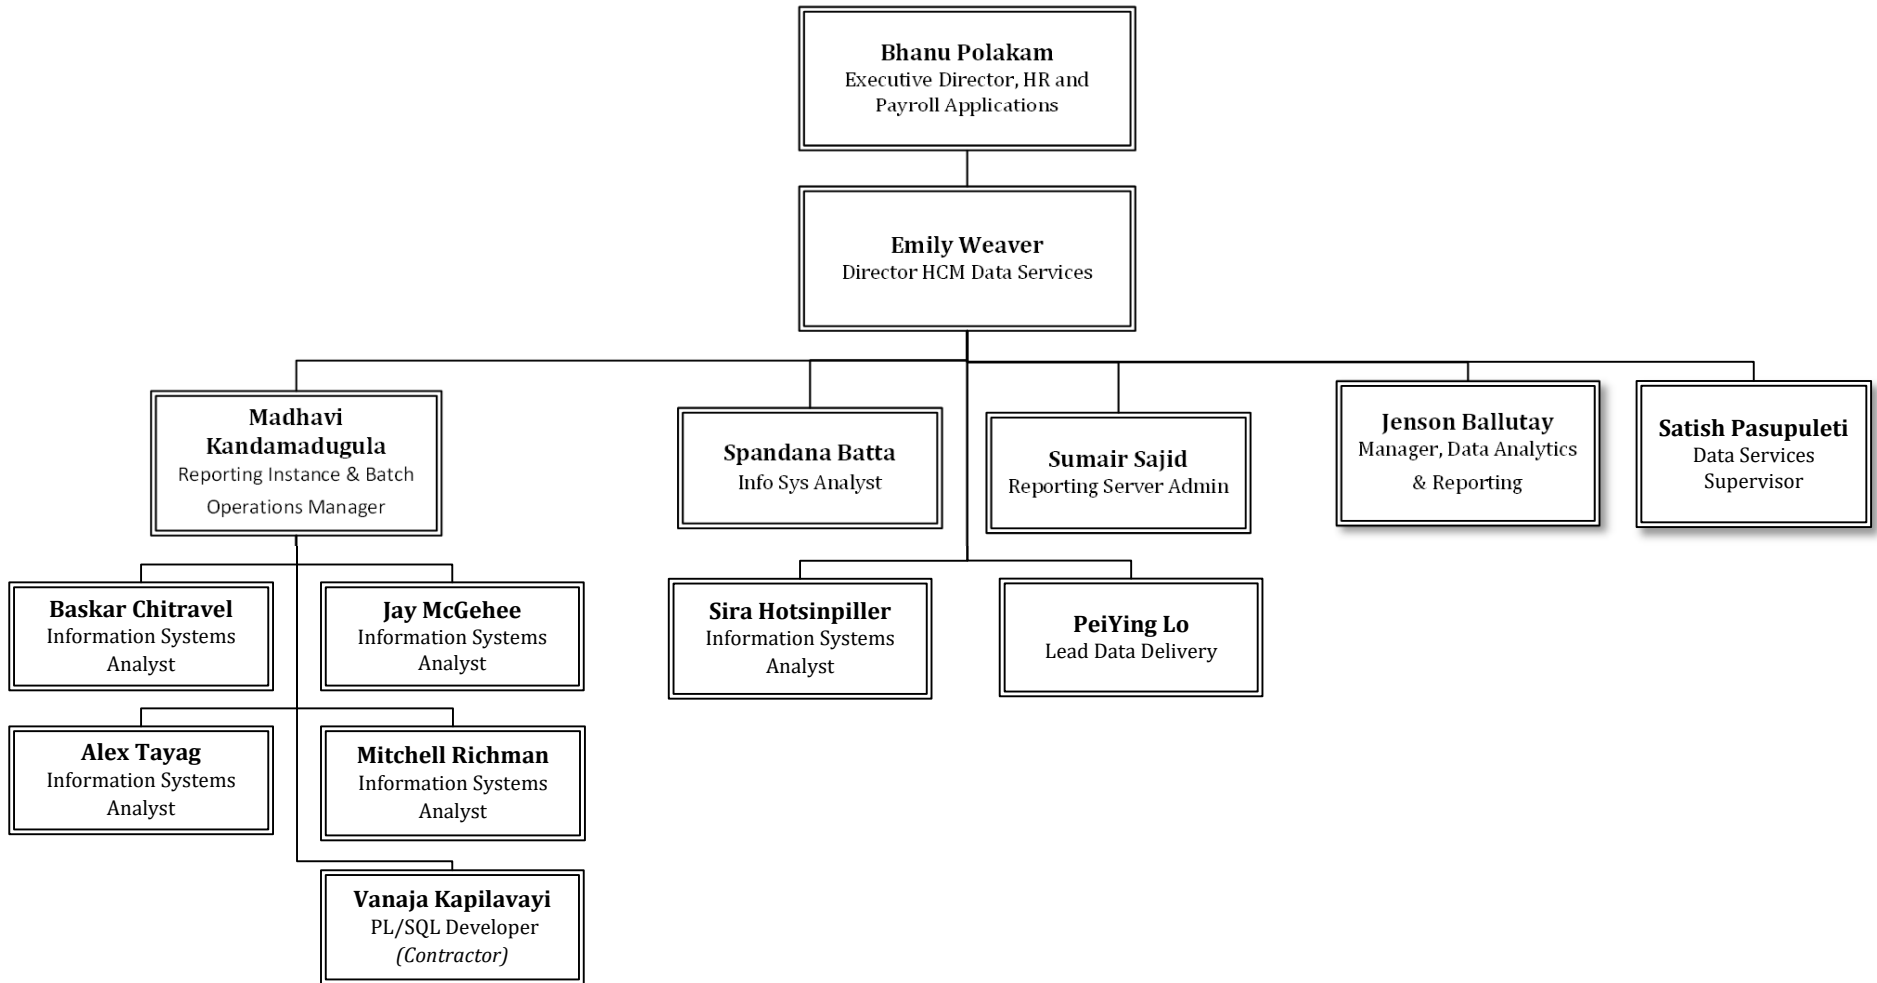 Bhanu Polakam
Executive Director, HR and
Payroll Applications
Emily Weaver
Director HCM Data Services
Madhavi
Kandamadugula
Reporting Instance & Batch
Operations Manager
Spandana Batta
Info Sys Analyst
Sumair Sajid
Reporting Server Admin
Jenson Ballutay
Manager, Data Analytics
& Reporting
Satish Pasupuleti
Data Services
Supervisor
Baskar Chitravel
Information Systems
Analyst
Jay McGehee
Information Systems
Analyst
Sira Hotsinpiller
Information Systems
Analyst
PeiYing Lo
Lead Data Delivery
Alex Tayag
Information Systems
Analyst
Mitchell Richman
Information Systems
Analyst
Vanaja Kapilavayi
PL/SQL Developer
(Contractor)